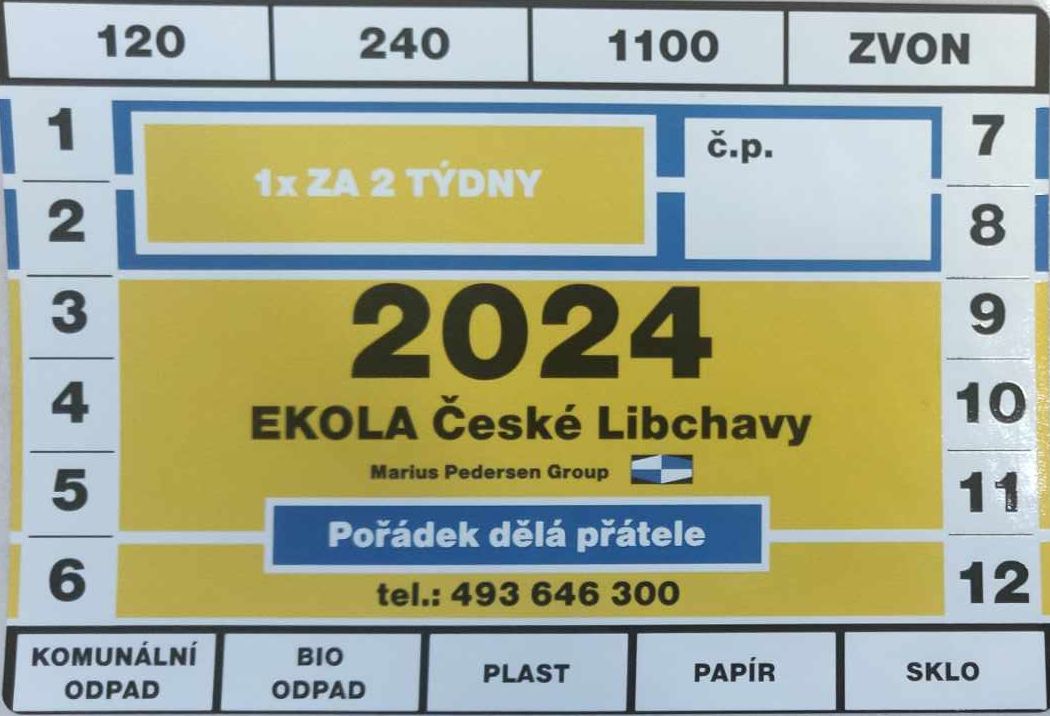 120 240 1100 ZVON
1 7
1x ZA 2 TÝDNY č.p.
2 8
3 9
2024
4 10
EKOLA České Libchavy
Marius Pedersen Group
5 11
Pořádek dělá přátele
6 12
tel.: 493 646 300
KOMUNÁLNÍ ODPAD
BIO ODPAD
PLAST
PAPÍR
SKLO